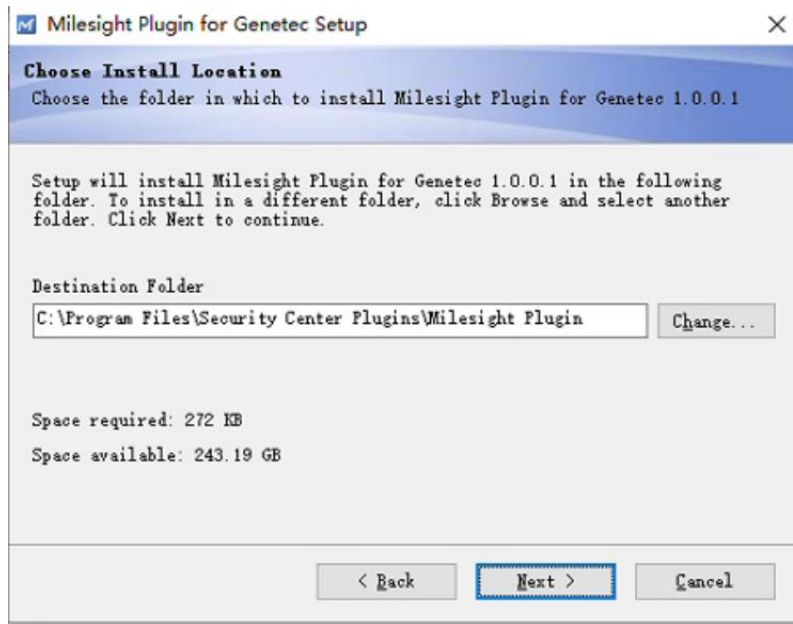 Milesight Plugin for Genetec Setup
Choose Install Location
Choose the folder in which to install Milesight Plugin for Genetec 1.0.0.1
Setup will install Milesight Plugin for Genetec 1.0.0.1 in the following
folder. To install in a different folder, click Browse and select another
folder. Click Next to continue.
Destination Folder
C:\Program Files\Security Center Plugins\Milesight Plugin
Change...
Space required: 272 KB
Space available: 243.19 GB
< Back
Next >
Cancel